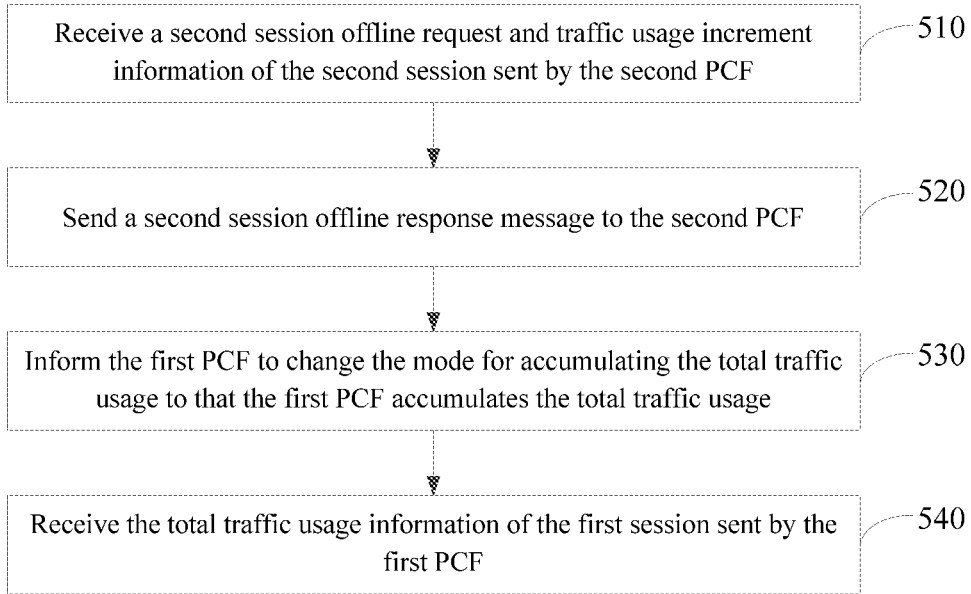 Receive a second session offline request and traffic usage increment
information of the second session sent by the second PCF
510
Send a second session offline response message to the second PCF
520
Inform the first PCF to change the mode for accumulating the total traffic
usage to that the first PCF accumulates the total traffic usage
530
Receive the total traffic usage information of the first session sent by the
first PCF
540